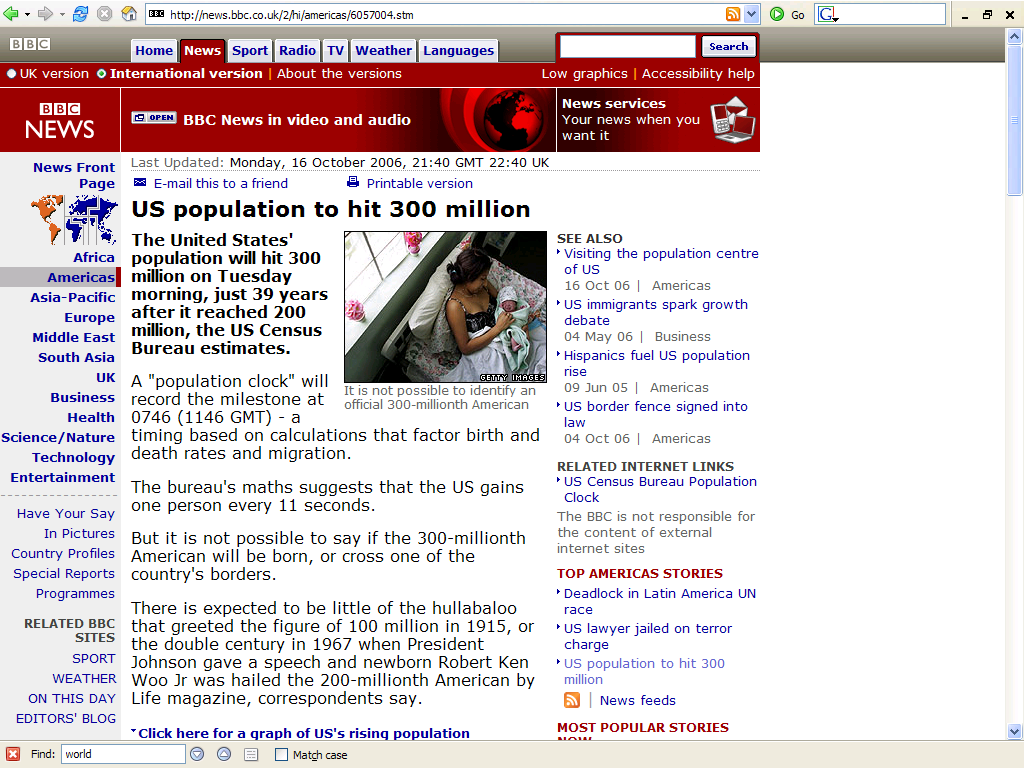 http://news.bbc.co.uk/2/hi/americas/6057004.stm
Go
G
BBC
Home
News
Sport
Radio
TV
Weather
Languages
Search
UK version
International version | About the versions
Low graphics | Accessibility help
BBC
NEWS
OPEN
BBC News in video and audio
News services
Your news when you
want it
News Front
Page
Africa
Americas
Asia-Pacific
Europe
Middle East
South Asia
UK
Business
Health
Science/Nature
Technology
Entertainment
Have Your Say
In Pictures
Country Profiles
Special Reports
Programmes
RELATED BBC
SITES
SPORT
WEATHER
ON THIS DAY
EDITORS' BLOG
Last Updated: Monday, 16 October 2006, 21:40 GMT 22:40 UK
E-mail this to a friend
Printable version
US population to hit 300 million
The United States'
population will hit 300
million on Tuesday
morning, just 39 years
after it reached 200
million, the US Census
Bureau estimates.
GETTY IMAGES
It is not possible to identify an
official 300-millionth American
A "population clock" will
record the milestone at
0746 (1146 GMT) - a
timing based on calculations that factor birth and
death rates and migration.
The bureau's maths suggests that the US gains
one person every 11 seconds.
But it is not possible to say if the 300-millionth
American will be born, or cross one of the
country's borders.
There is expected to be little of the hullabaloo
that greeted the figure of 100 million in 1915, or
the double century in 1967 when President
Johnson gave a speech and newborn Robert Ken
Woo Jr was hailed the 200-millionth American by
Life magazine, correspondents say.
Click here for a graph of US's rising population
SEE ALSO
Visiting the population centre
of US
16 Oct 06 | Americas
US immigrants spark growth
debate
04 May 06 | Business
Hispanics fuel US population
rise
09 Jun 05 | Americas
US border fence signed into
law
04 Oct 06 | Americas
RELATED INTERNET LINKS
US Census Bureau Population
Clock
The BBC is not responsible for
the content of external
internet sites
TOP AMERICAS STORIES
Deadlock in Latin America UN
race
US lawyer jailed on terror
charge
US population to hit 300
million
News feeds
MOST POPULAR STORIES
NOW
Find: world
Match case